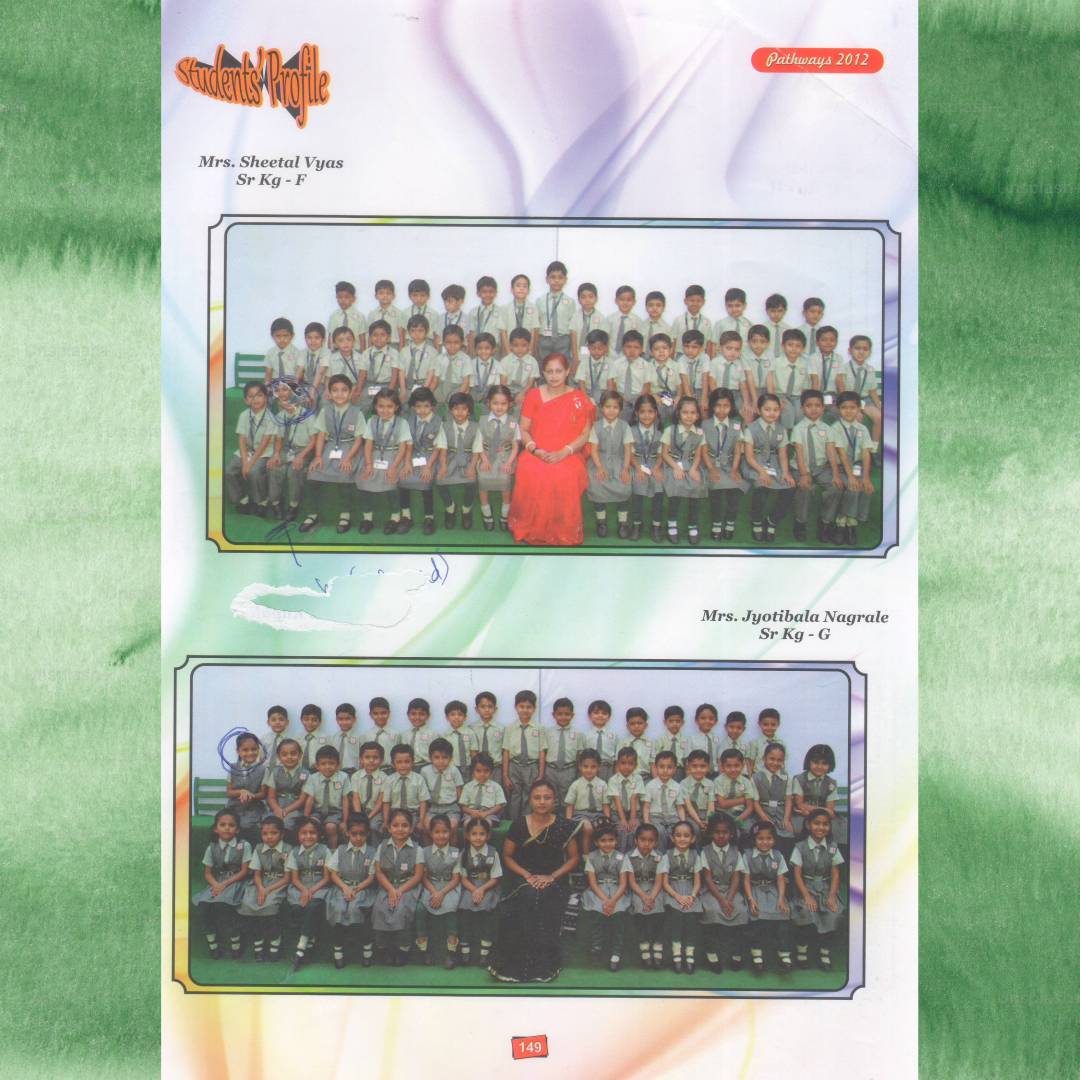 Students' Profile
Pathways 2012
Mrs. Sheetal Vyas
Sr Kg - F
Mrs. Jyotibala Nagrale
Sr Kg - G
149